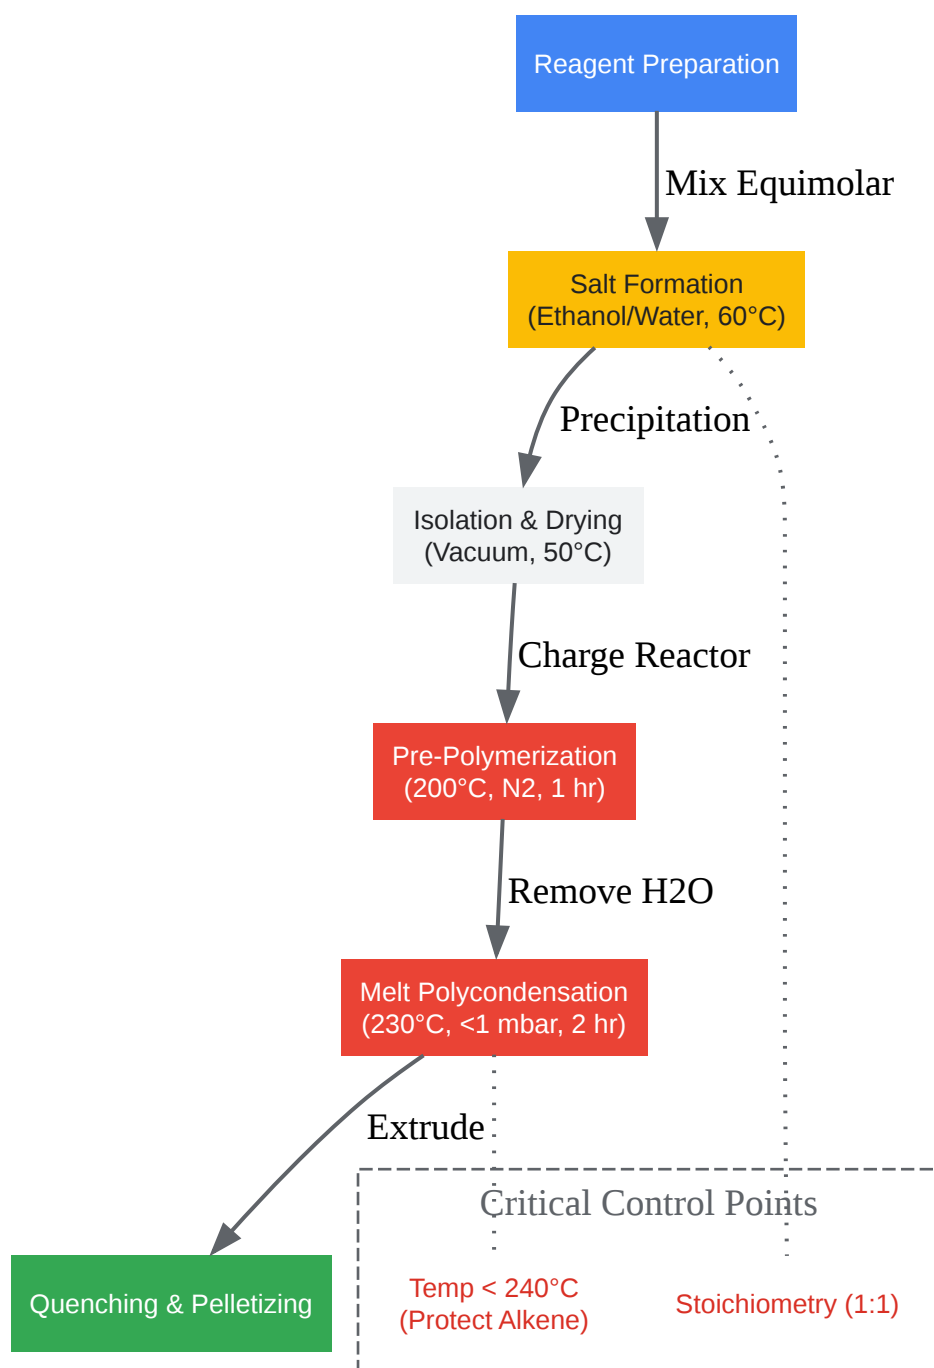 Reagent Preparation
Mix Equimolar
Salt Formation
(Ethanol/Water, 60°C)
Precipitation
Isolation & Drying
(Vacuum, 50°C)
Charge Reactor
Pre-Polymerization
(200°C, N2, 1 hr)
Remove H2O
Melt Polycondensation
(230°C, <1 mbar, 2 hr)
Extrude
Critical Control Points
Quenching & Pelletizing
Temp < 240°C
(Protect Alkene)
Stoichiometry (1:1)